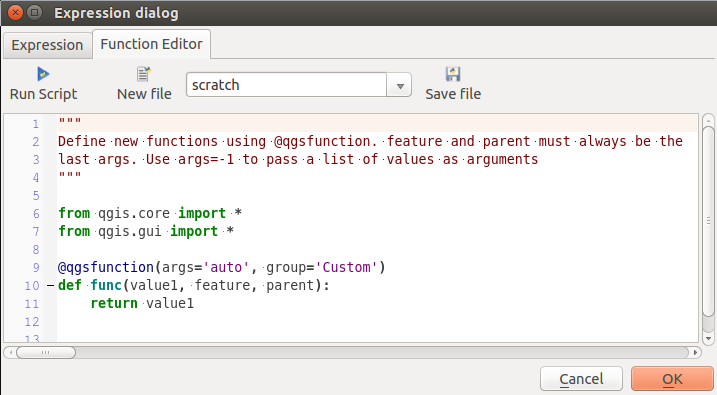 Expression dialog
Expression
Function Editor
Run Script
New file
scratch
Save file
1 """
2 Define new functions using @qgsfunction. feature and parent must always be the
3 last args. Use args=-1 to pass a list of values as arguments
4 """
5
6 from qgis.core import *
7 from qgis.gui import *
8
9 @qgsfunction(args='auto', group='Custom')
10 def func(value1, feature, parent):
11     return value1
12
13
Cancel
OK